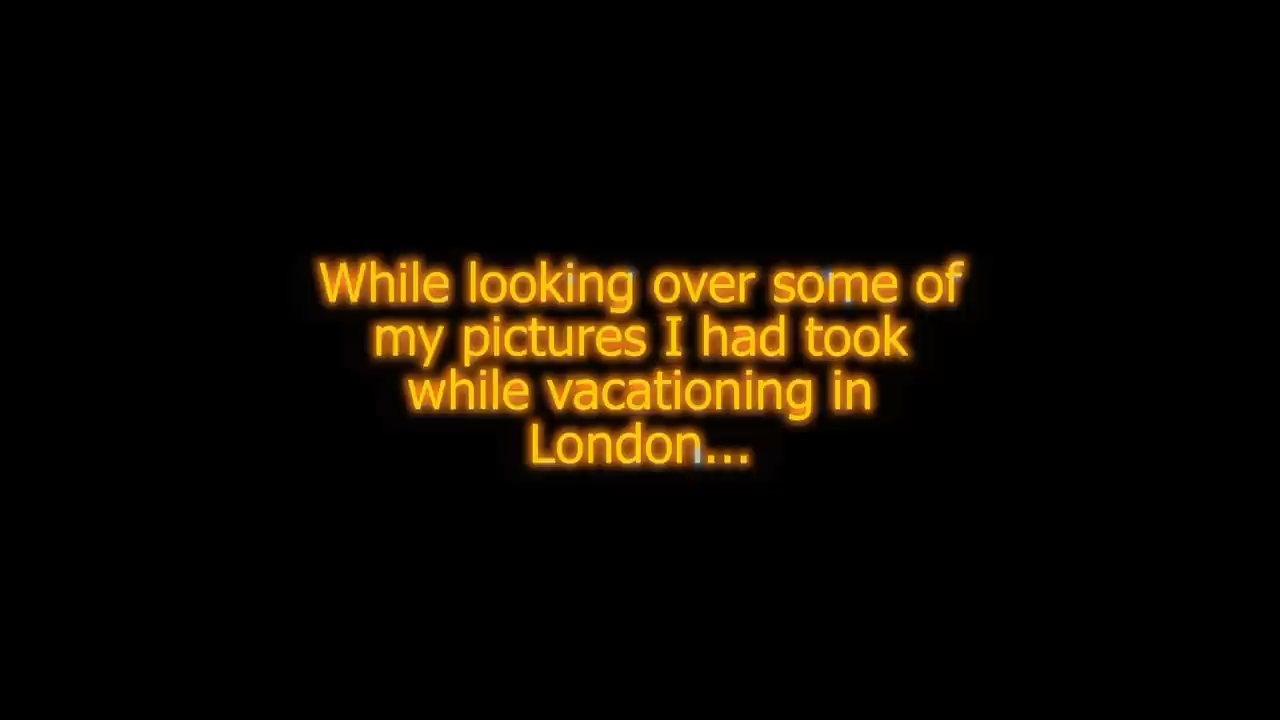 While looking over some of
my pictures I had took
while vacationing in
London...